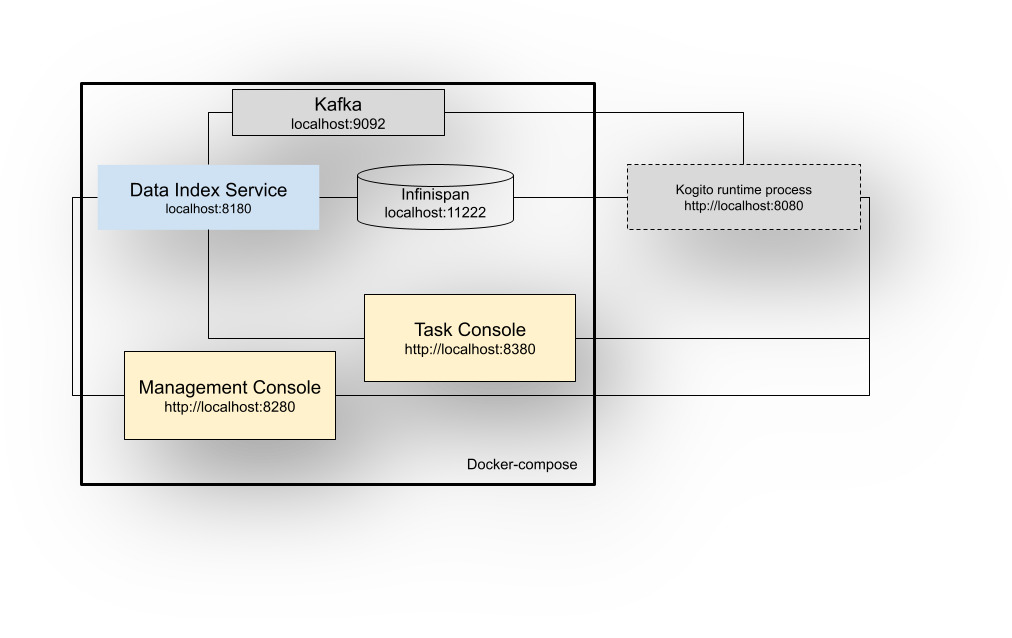 Kafka
localhost:9092
Data Index Service
localhost:8180
Infinispan
localhost:11222
Kogito runtime process
http://localhost:8080
Task Console
http://localhost:8380
Management Console
http://localhost:8280
Docker-compose